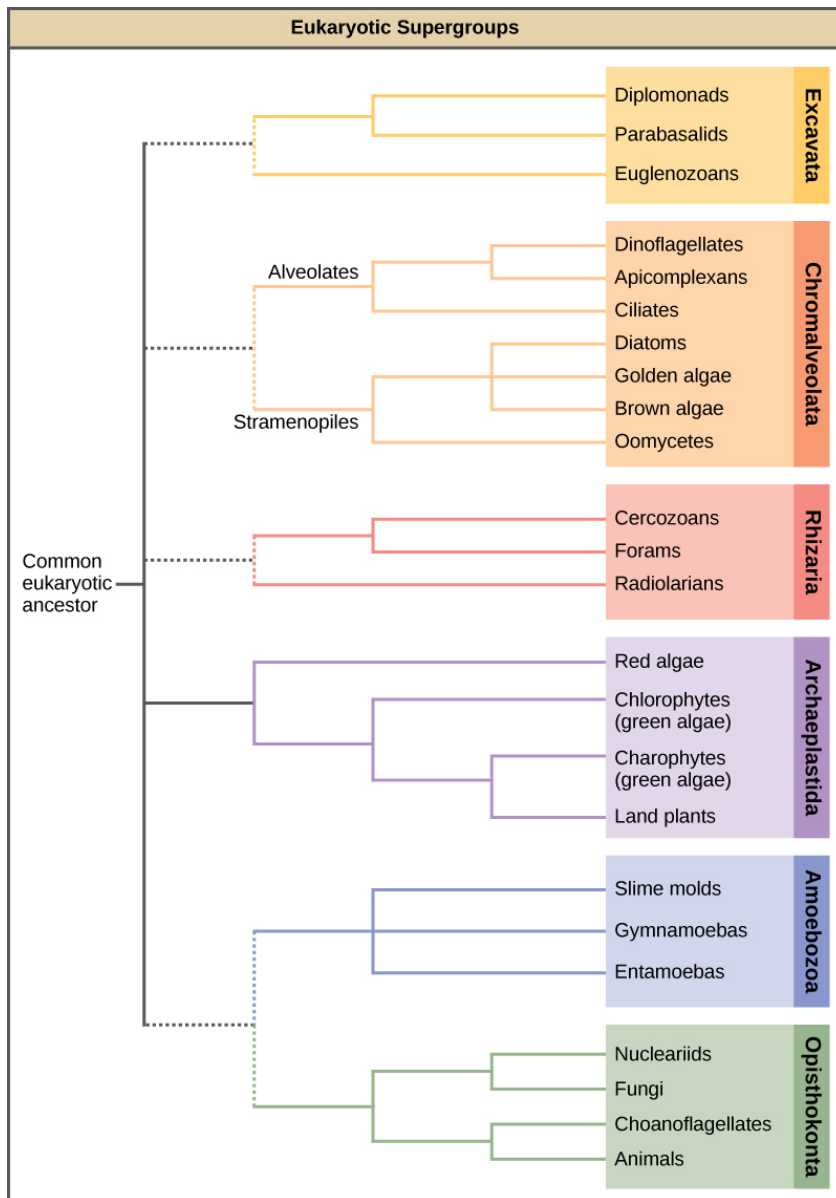 Eukaryotic Supergroups
Diplomonads
Parabasalids
Euglenozoans
Excavata
Alveolates
Dinoflagellates
Apicomplexans
Ciliates
Stramenopiles
Diatoms
Golden algae
Brown algae
Oomycetes
Chromalveolata
Cercozoans
Forams
Radiolarians
Rhizaria
Common
eukaryotic
ancestor
Red algae
Chlorophytes
(green algae)
Charophytes
(green algae)
Land plants
Archaeplastida
Slime molds
Gymnamoebas
Entamoebas
Amoebozoa
Nucleariids
Fungi
Choanoflagellates
Animals
Opisthokonta